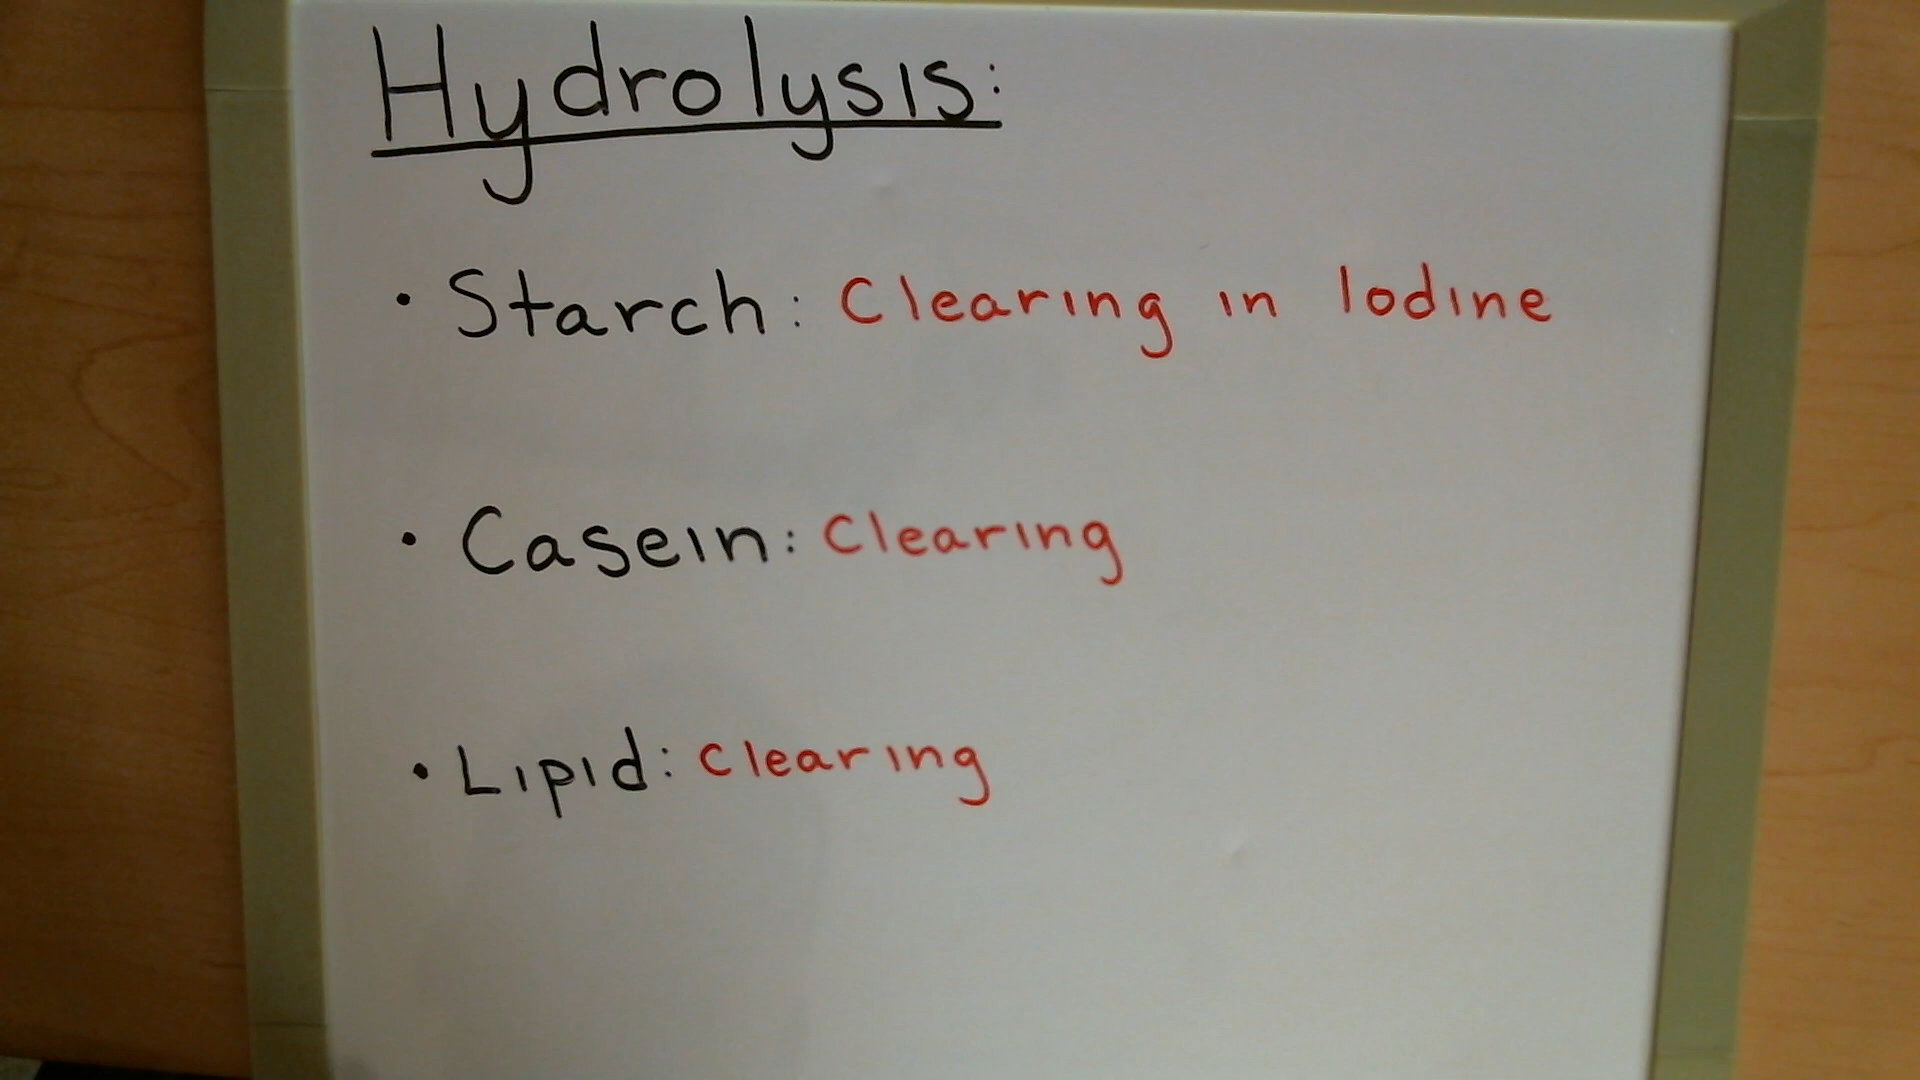 Hydrolysis:
• Starch: Clearing in Iodine
• Casein: Clearing
• Lipid: Clearing